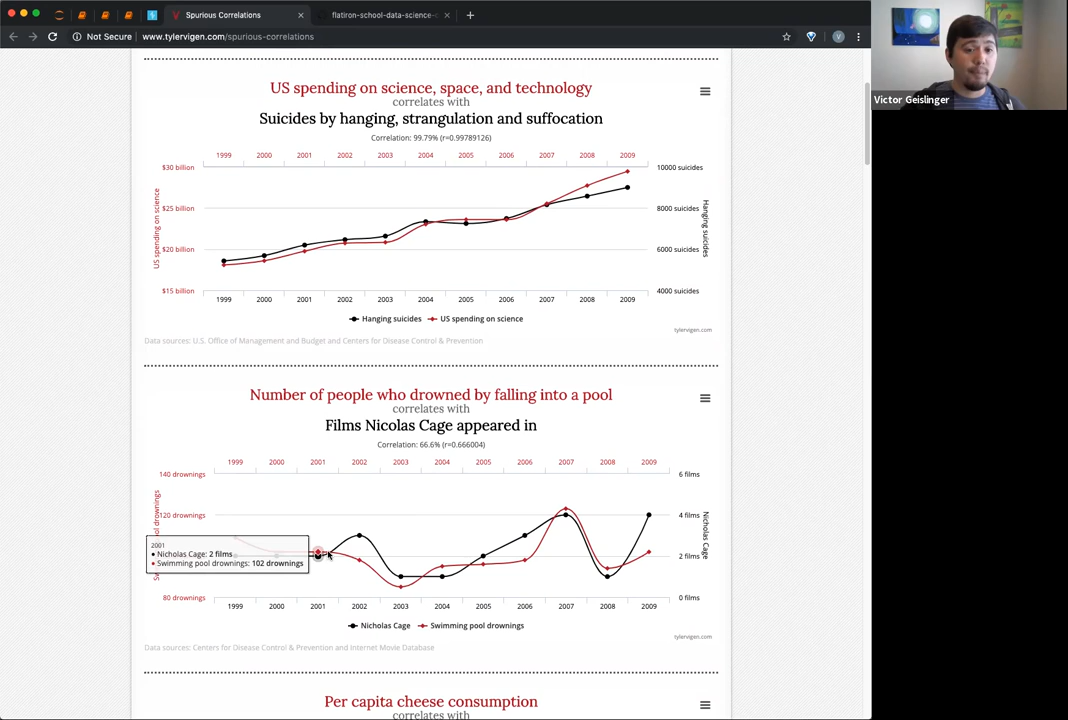 Spurious Correlations
flatiron-school-data-science-
Not Secure
www.tylervigen.com/spurious-correlations
V
Victor Geislinger
US spending on science, space, and technology
correlates with
Suicides by hanging, strangulation and suffocation
Correlation: 99.79% (r=0.99789126)
1999 2000 2001 2002 2003 2004 2005 2006 2007 2008 2009
$30 billion
$25 billion
$20 billion
$15 billion
US spending on science
10000 suicides
8000 suicides
6000 suicides
4000 suicides
Hanging suicides
1999 2000 2001 2002 2003 2004 2005 2006 2007 2008 2009
Hanging suicides US spending on science
tylervigen.com
Data sources: U.S. Office of Management and Budget and Centers for Disease Control & Prevention
Number of people who drowned by falling into a pool
correlates with
Films Nicolas Cage appeared in
Correlation: 66.6% (r=0.666004)
1999 2000 2001 2002 2003 2004 2005 2006 2007 2008 2009
140 drownings
120 drownings
80 drownings
drownings
6 films
4 films
2 films
0 films
Nicholas Cage
2001
Nicholas Cage: 2 films
Swimming pool drownings: 102 drownings
1999 2000 2001 2002 2003 2004 2005 2006 2007 2008 2009
Nicholas Cage Swimming pool drownings
tylervigen.com
Data sources: Centers for Disease Control & Prevention and Internet Movie Database
Per capita cheese consumption
correlates with